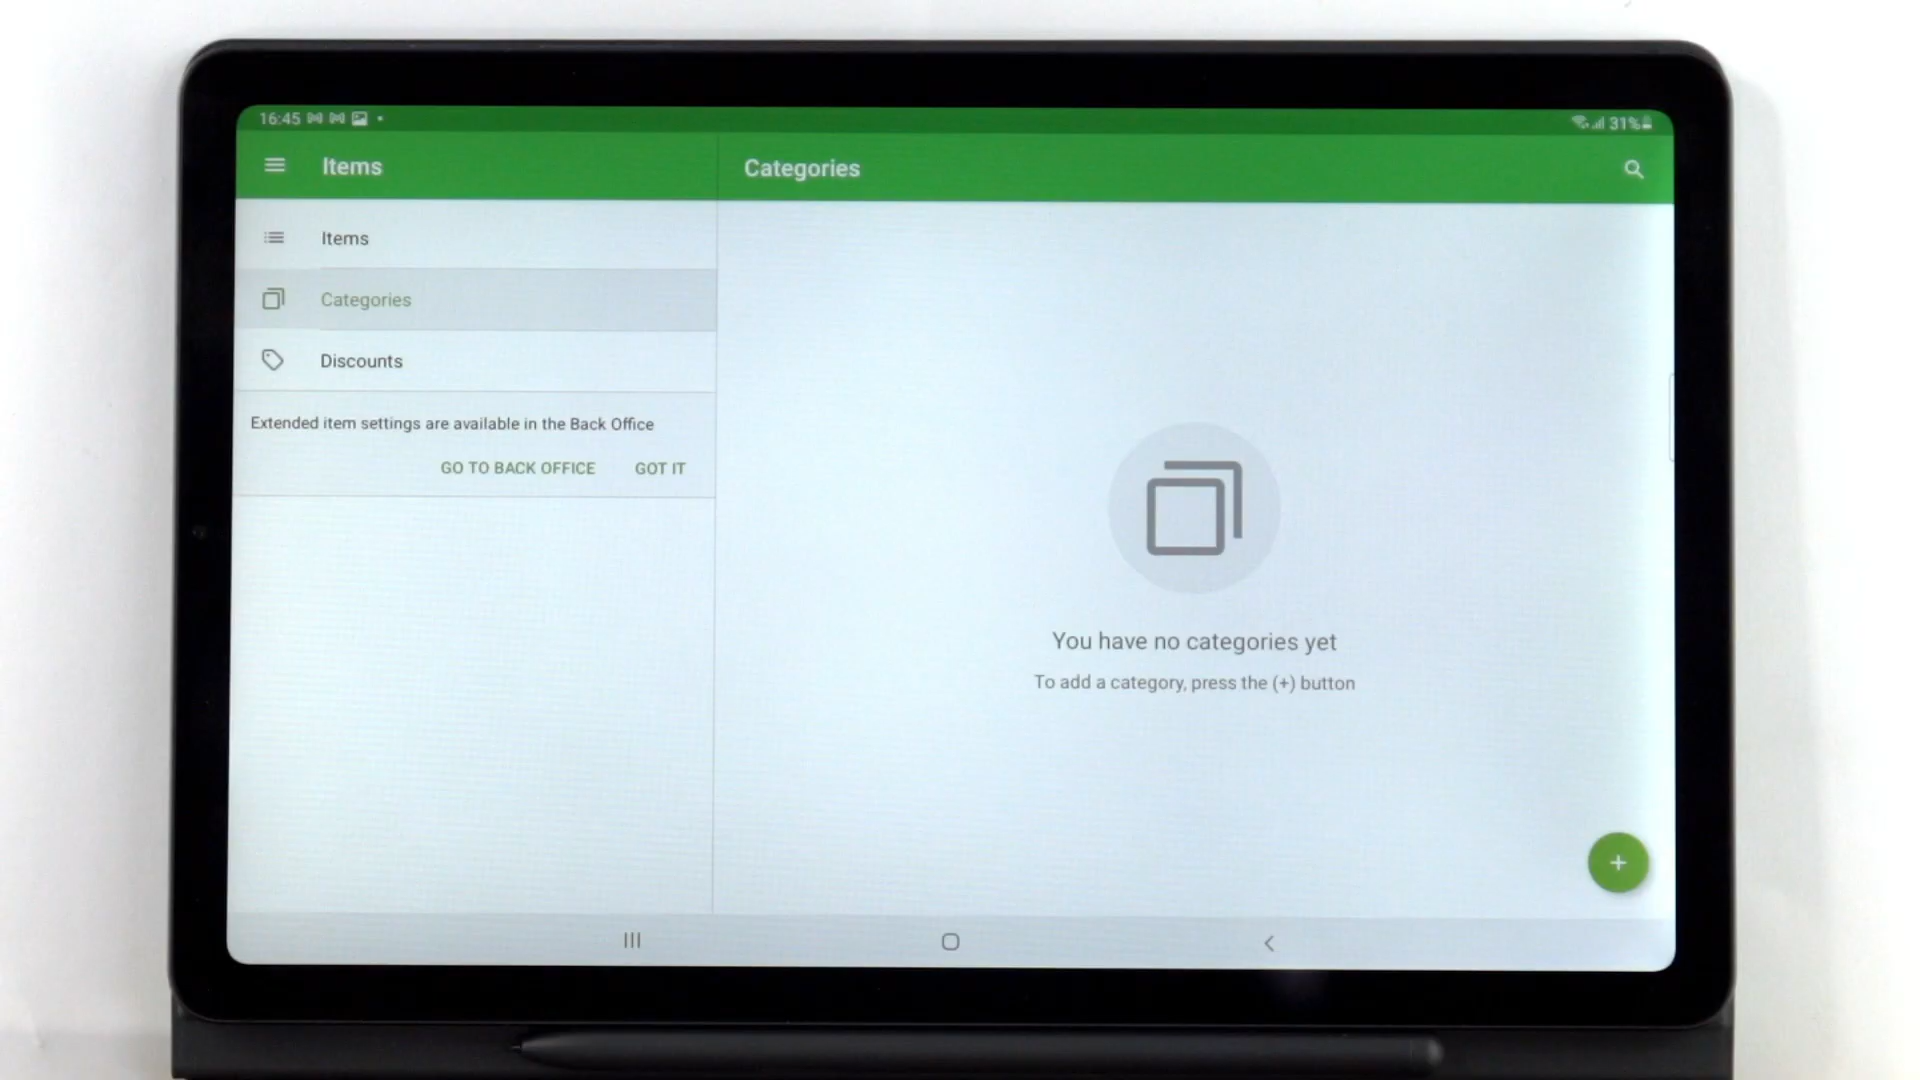 16:45
31%
Items
Categories
Items
Categories
Discounts
Extended item settings are available in the Back Office
GO TO BACK OFFICE GOT IT
You have no categories yet
To add a category, press the (+) button